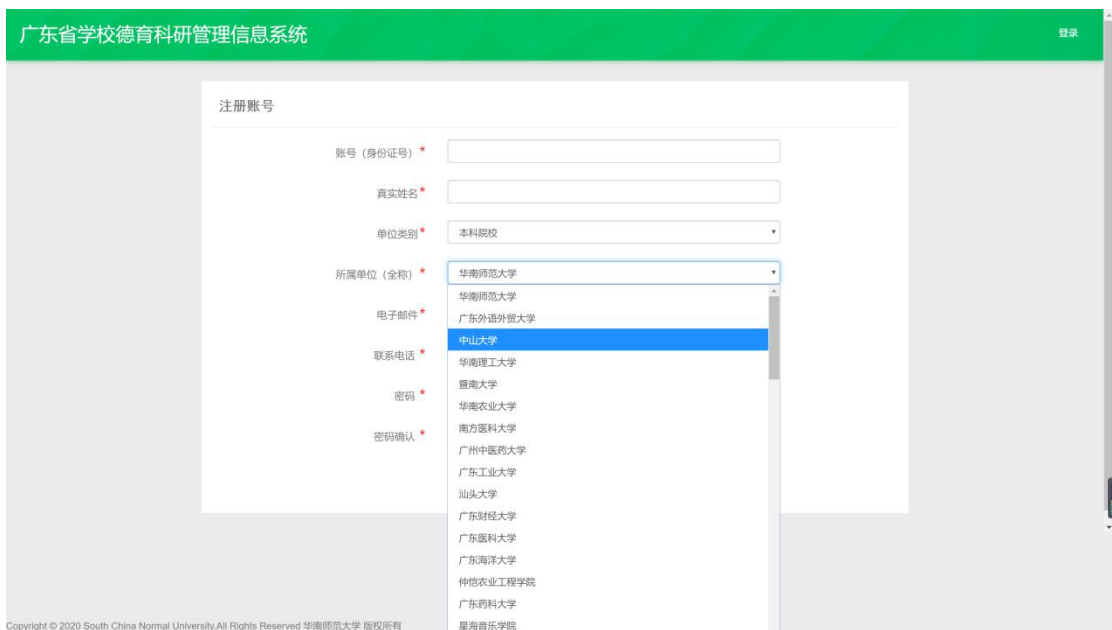 广东省学校德育科研管理信息系统
登录
注册账号
账号（身份证号）*
真实姓名*
单位类别* 本科院校
所属单位（全称）* 华南师范大学
华南师范大学
电子邮件*
广东外语外贸大学
中山大学
联系电话 *
华南理工大学
暨南大学
密码 *
华南农业大学
南方医科大学
密码确认 *
广州中医药大学
广东工业大学
汕头大学
广东财经大学
广东医科大学
广东海洋大学
仲恺农业工程学院
广东药科大学
星海音乐学院
Copyright © 2020 South China Normal University.All Rights Reserved 华南师范大学 版权所有